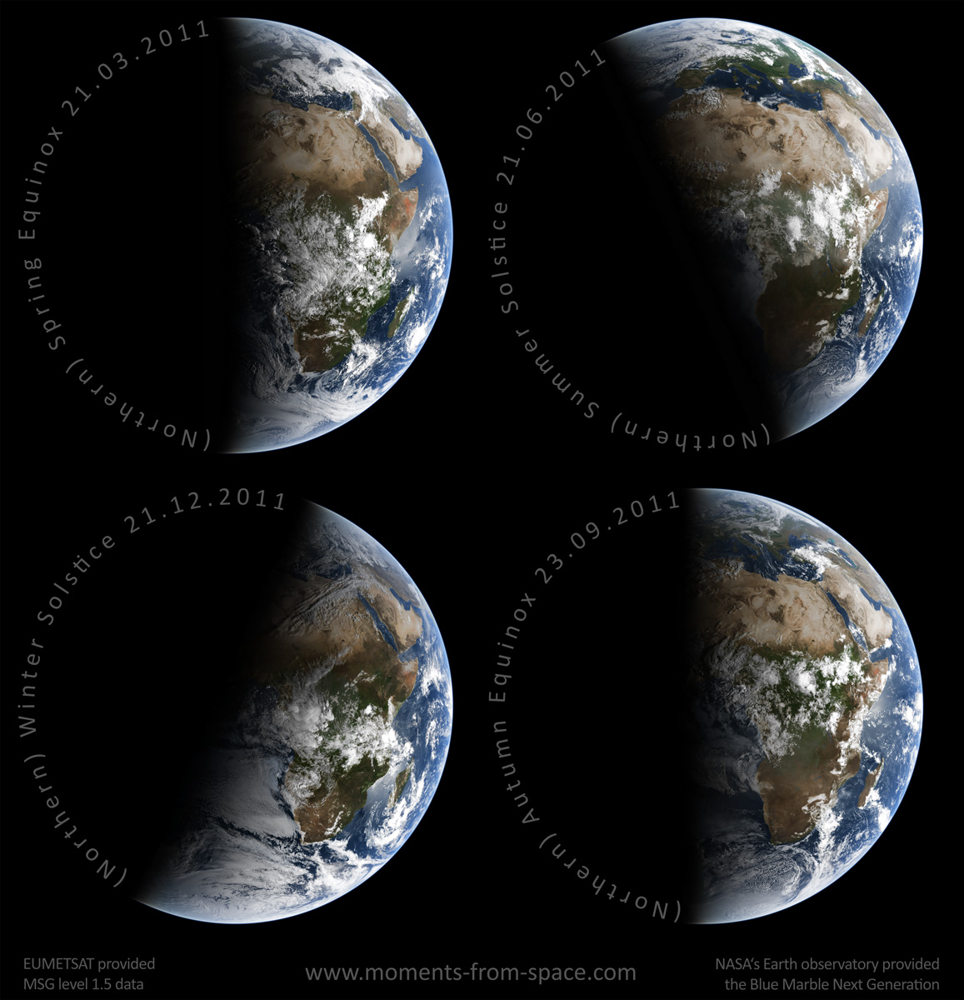 (Northern) Spring Equinox 21.03.2011
(Northern) Summer Solstice 21.06.2011
(Northern) Winter Solstice 21.12.2011
(Northern) Autumn Equinox 23.09.2011
EUMETSAT provided
MSG level 1.5 data
www.moments-from-space.com
NASA's Earth observatory provided
the Blue Marble Next Generation